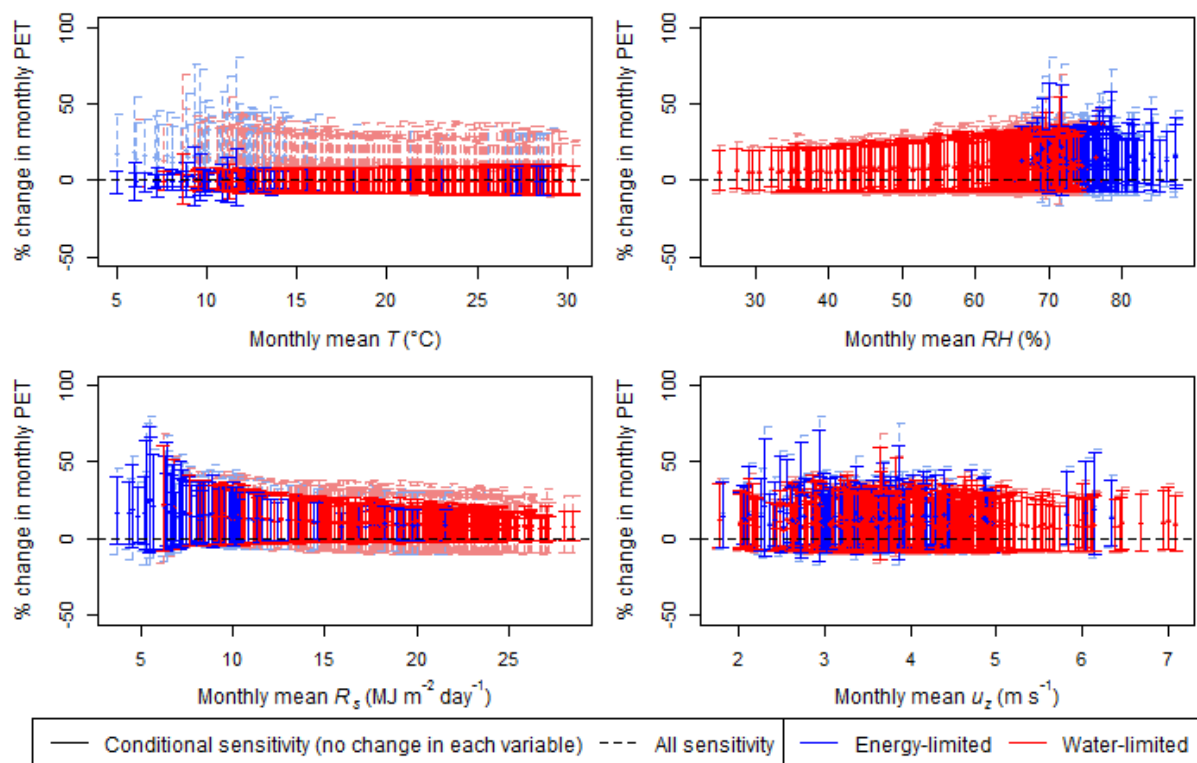 % change in monthly PET
100
50
0
-50
5 10 15 20 25 30
Monthly mean T (°C)
% change in monthly PET
100
50
0
-50
30 40 50 60 70 80
Monthly mean RH (%)
% change in monthly PET
100
50
0
-50
5 10 15 20 25
Monthly mean Rₛ (MJ m⁻² day⁻¹)
% change in monthly PET
100
50
0
-50
2 3 4 5 6 7
Monthly mean u_z (m s⁻¹)
Conditional sensitivity (no change in each variable) All sensitivity Energy-limited Water-limited